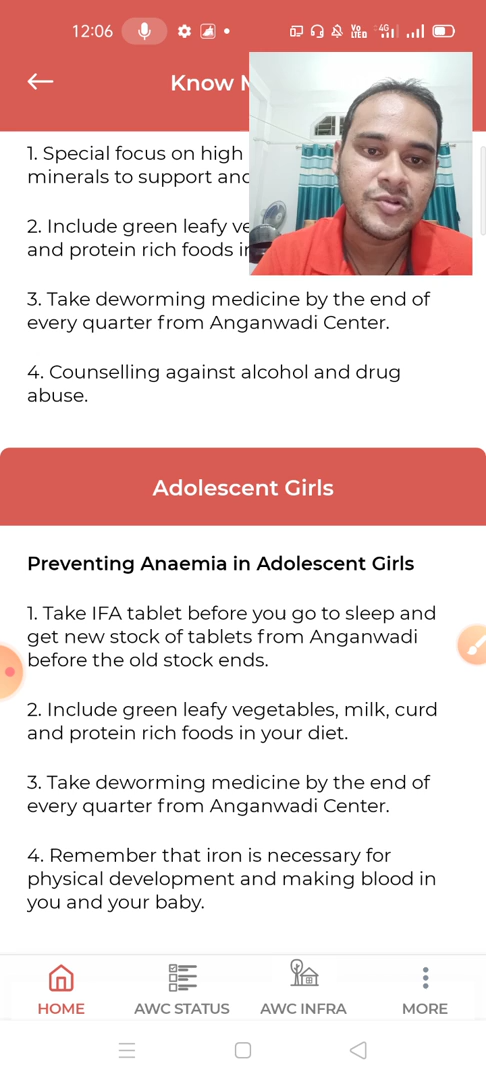 12:06
Vo
LTED
4G
Know
1. Special focus on high
minerals to support and
2. Include green leafy
and protein rich foods
3. Take deworming medicine by the end of
every quarter from Anganwadi Center.
4. Counselling against alcohol and drug
abuse.
Adolescent Girls
Preventing Anaemia in Adolescent Girls
1. Take IFA tablet before you go to sleep and
get new stock of tablets from Anganwadi
before the old stock ends.
2. Include green leafy vegetables, milk, curd
and protein rich foods in your diet.
3. Take deworming medicine by the end of
every quarter from Anganwadi Center.
4. Remember that iron is necessary for
physical development and making blood in
you and your baby.
HOME
AWC STATUS
AWC INFRA
MORE